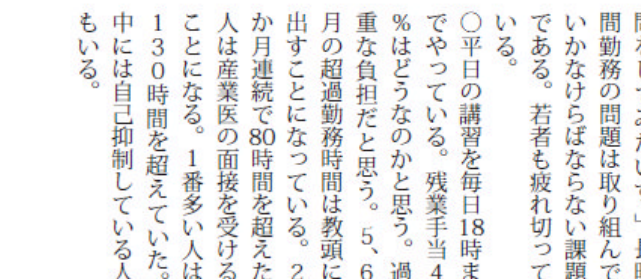 間勤務の問題は取り組んで
いかなけらばならない課題
である。若者も疲れ切って
いる。
〇平日の講習を毎日18時ま
でやっている。残業手当4
%はどうなのかと思う。過
重な負担だと思う。5、6
月の超過勤務時間は教頭に
出すことになっている。2
か月連続で80時間を超えた
人は産業医の面接を受ける
ことになる。1番多い人は
130時間を超えていた。
中には自己抑制している人
もいる。